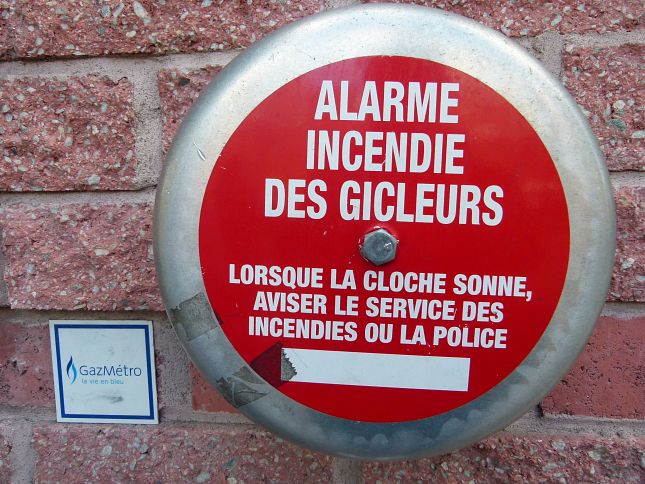 ALARME
INCENDIE
DES GICLEURS
LORSQUE LA CLOCHE SONNE,
AVISER LE SERVICE DES
INCENDIES OU LA POLICE
GazMétro
la vie en bleu